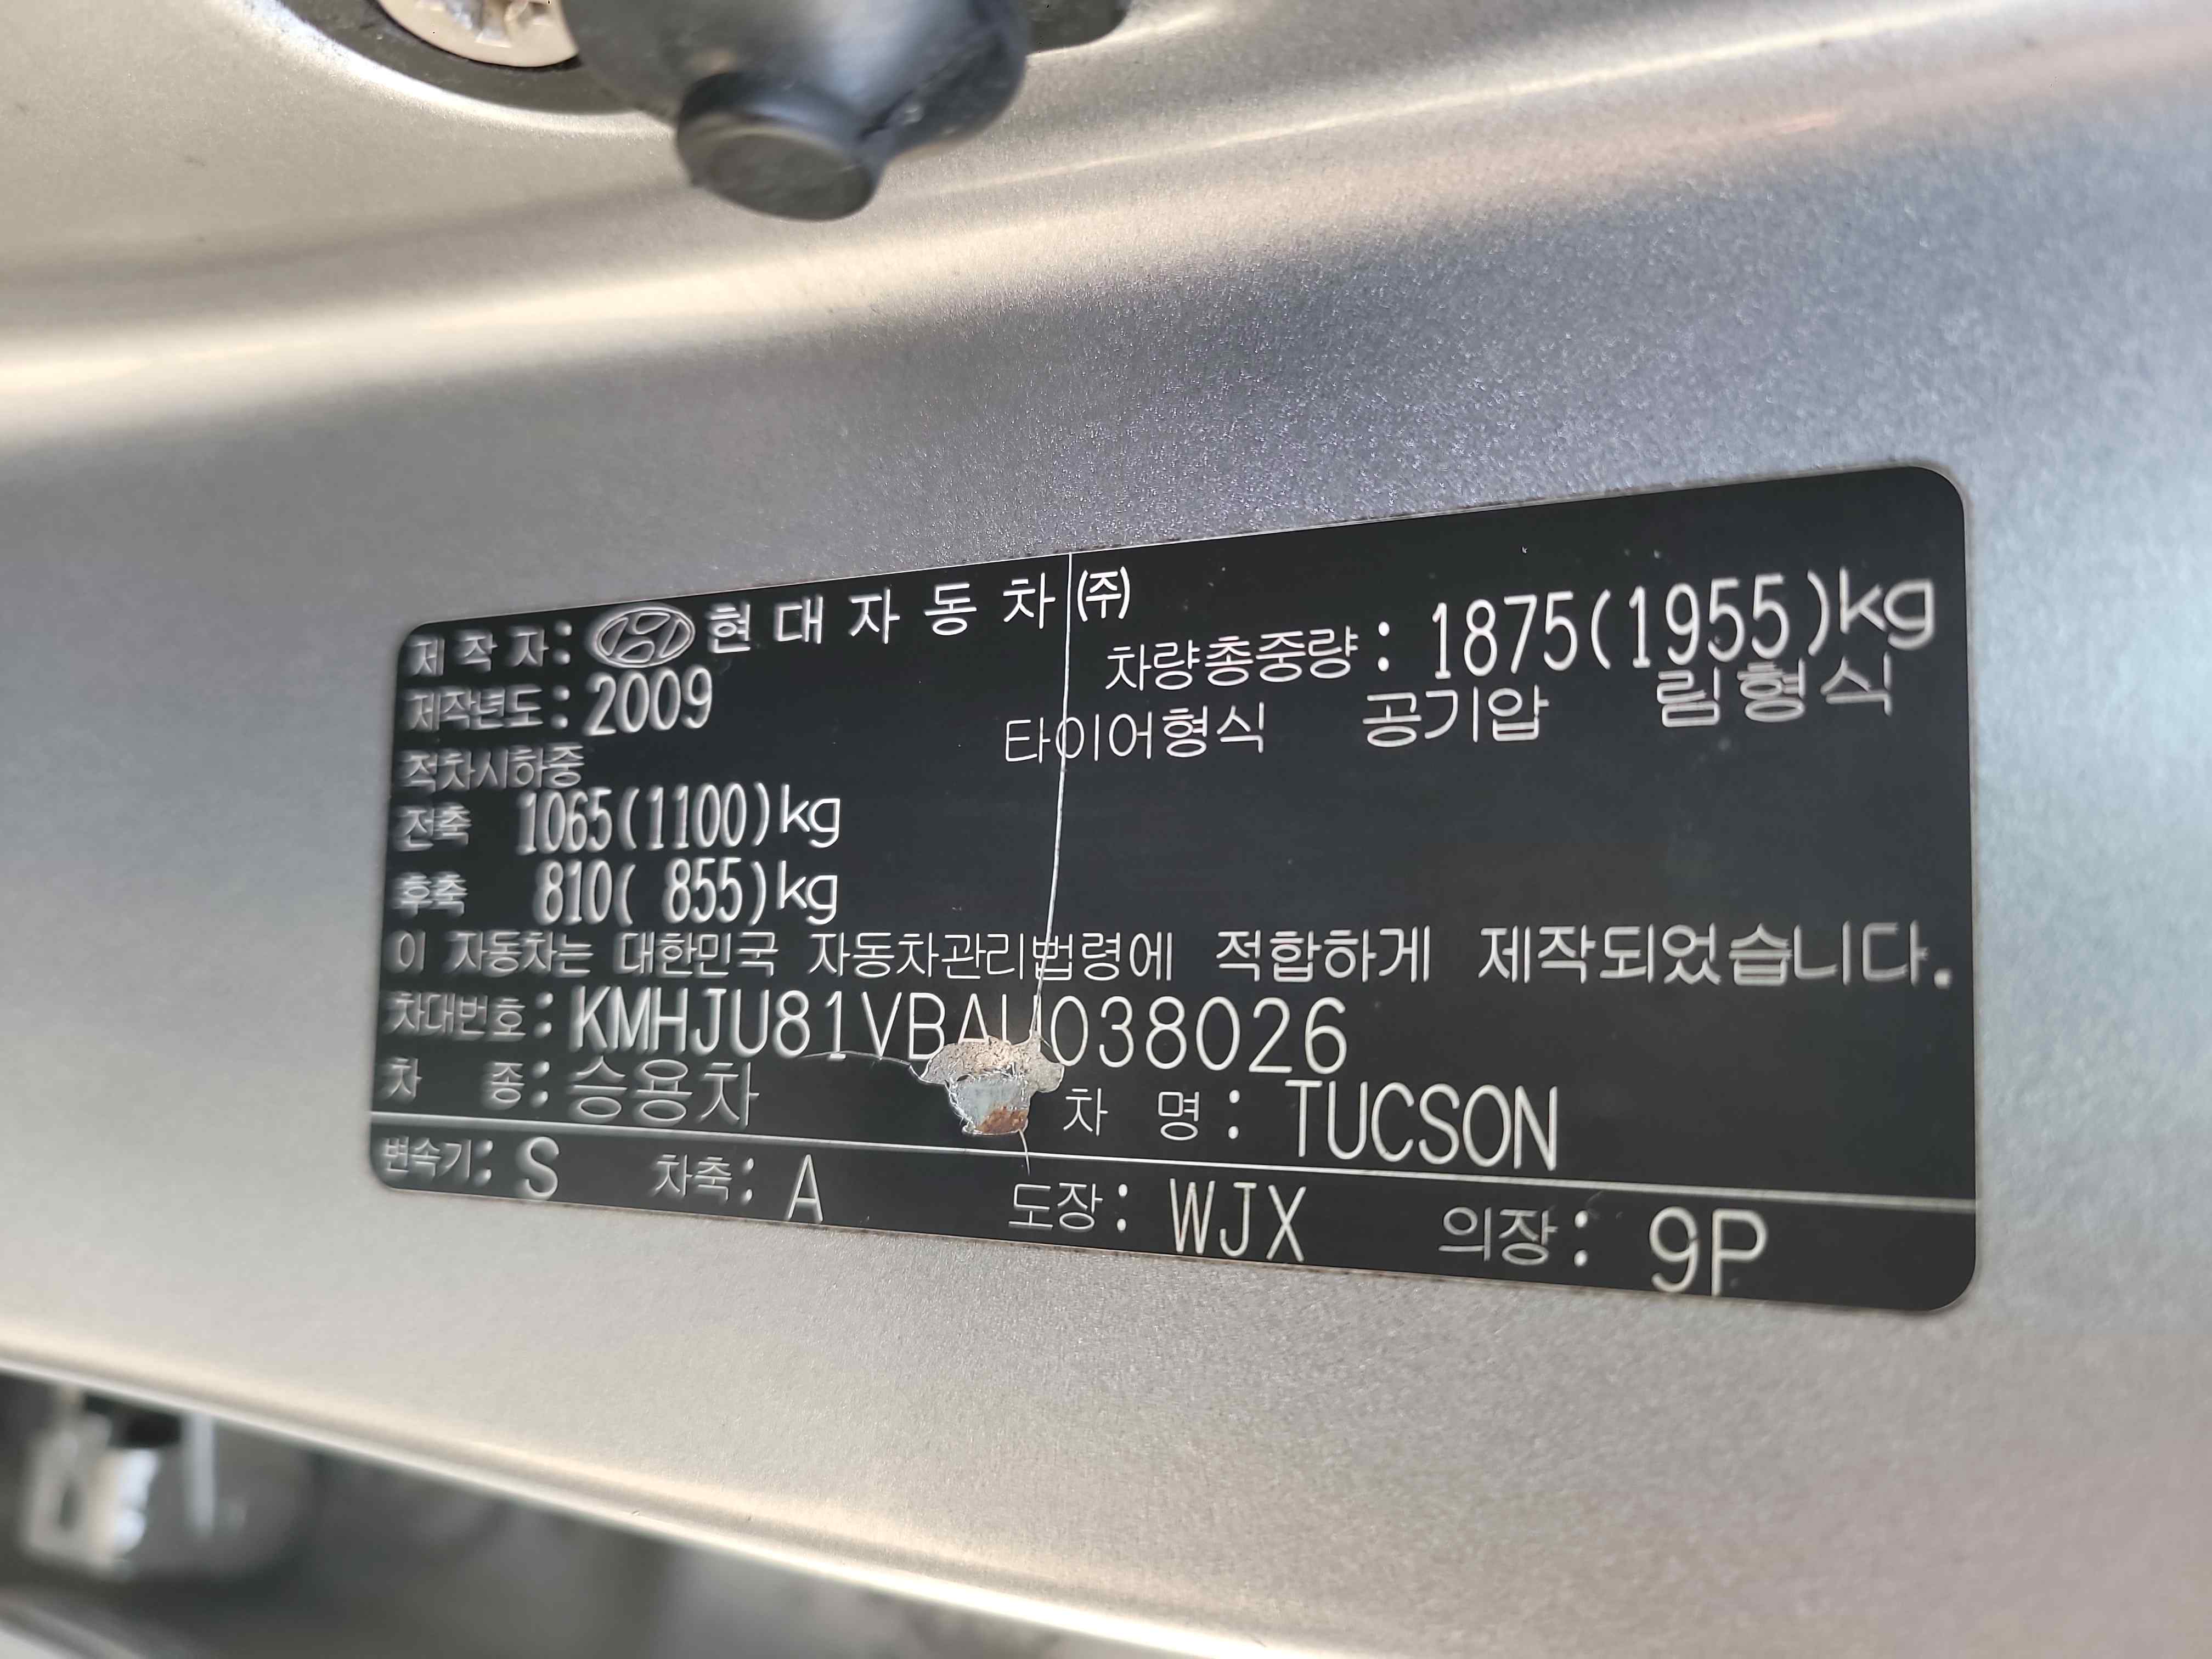 제 작 자 : 현 대 자 동 차 (주)
제작년도 : 2009
차량총중량 : 1875(1955)kg
타이어형식 공기압 림형식
적차시하중
전축 1065(1100)kg
후축 810( 855)kg
이 자동차는 대한민국 자동차관리법령에 적합하게 제작되었습니다.
차대번호 : KMHJU81VBAU038026
차 종 : 승용차
차 명 : TUCSON
변속기 : S 차축 : A 도장 : WJX 의장 : 9P